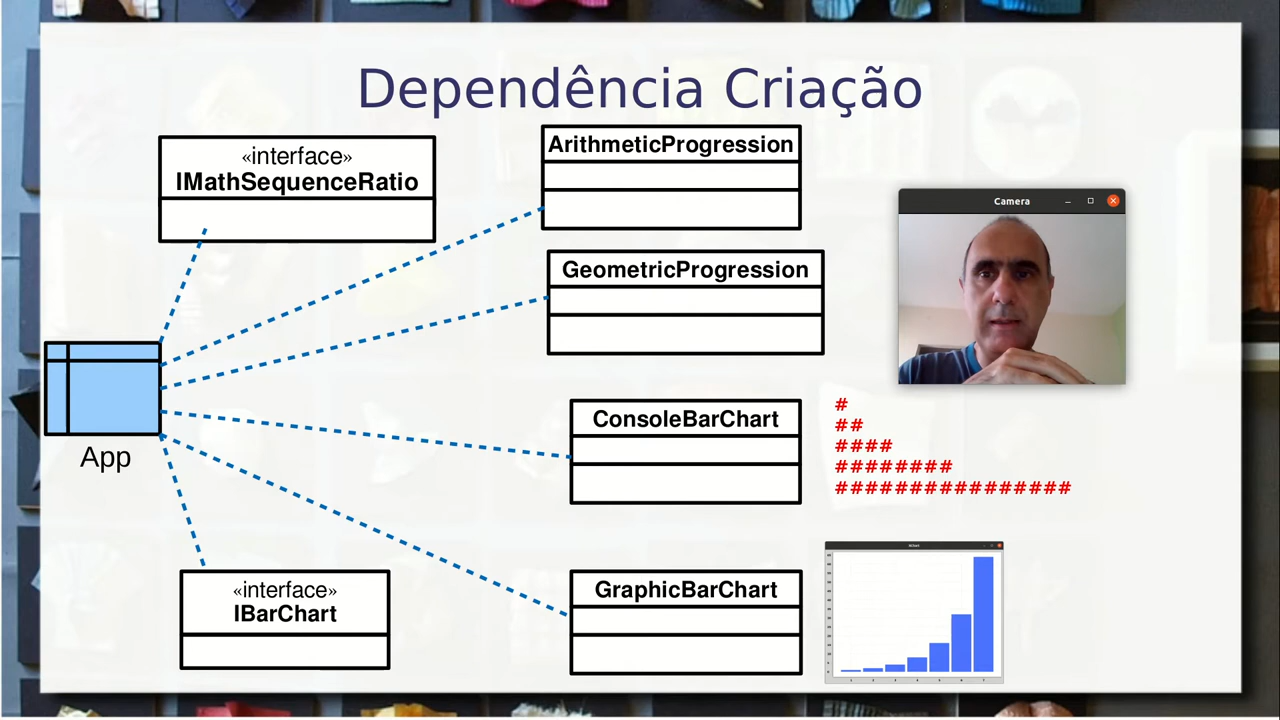 Dependência Criação
«interface»
IMathSequenceRatio
ArithmeticProgression
GeometricProgression
Camera
App
ConsoleBarChart
#
##
####
########
################
«interface»
IBarChart
GraphicBarChart